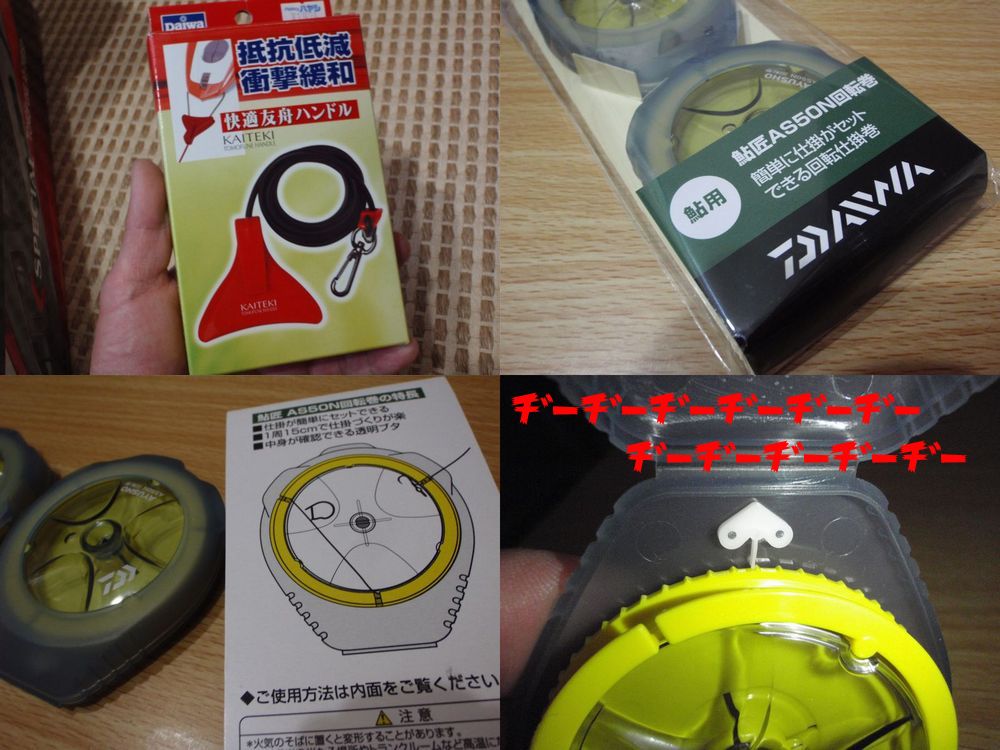 Daiwa
抵抗低減
衝撃緩和
快適友舟ハンドル
KAITEKI
TOMOFUNE HANDLE
KAITEKI
SPECIAL
AYUSHO
鮎用
鮎匠AS50N回転巻
簡単に仕掛がセット
できる回転仕掛巻
DAIWA
AYUSHO
鮎匠 AS50N回転巻の特長
■仕掛が簡単にセットできる
■1周15cmで仕掛づくりが楽
■中身が確認できる透明ブタ
◆ご使用方法は内面をご覧ください
⚠注意
*火気のそばに置くと変形することがあります。
ヂーヂーヂーヂーヂーヂーヂー
ヂーヂーヂーヂーヂーヂー